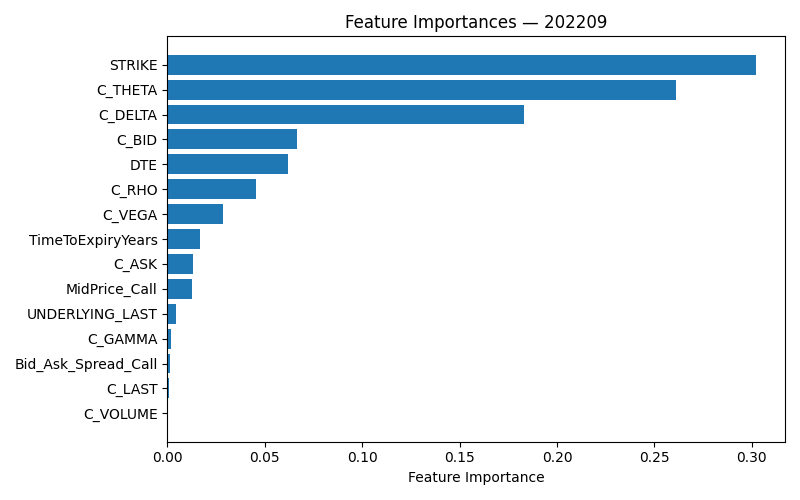 Feature Importances — 202209
STRIKE
C_THETA
C_DELTA
C_BID
DTE
C_RHO
C_VEGA
TimeToExpiryYears
C_ASK
MidPrice_Call
UNDERLYING_LAST
C_GAMMA
Bid_Ask_Spread_Call
C_LAST
C_VOLUME
0.00 0.05 0.10 0.15 0.20 0.25 0.30
Feature Importance